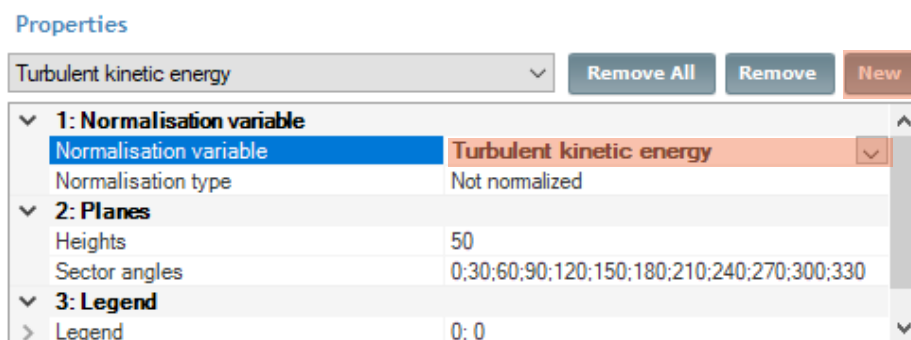 Properties
Turbulent kinetic energy Remove All Remove New
1: Normalisation variable
Normalisation variable Turbulent kinetic energy
Normalisation type Not normalized
2: Planes
Heights 50
Sector angles 0;30;60;90;120;150;180;210;240;270;300;330
3: Legend
Legend 0; 0